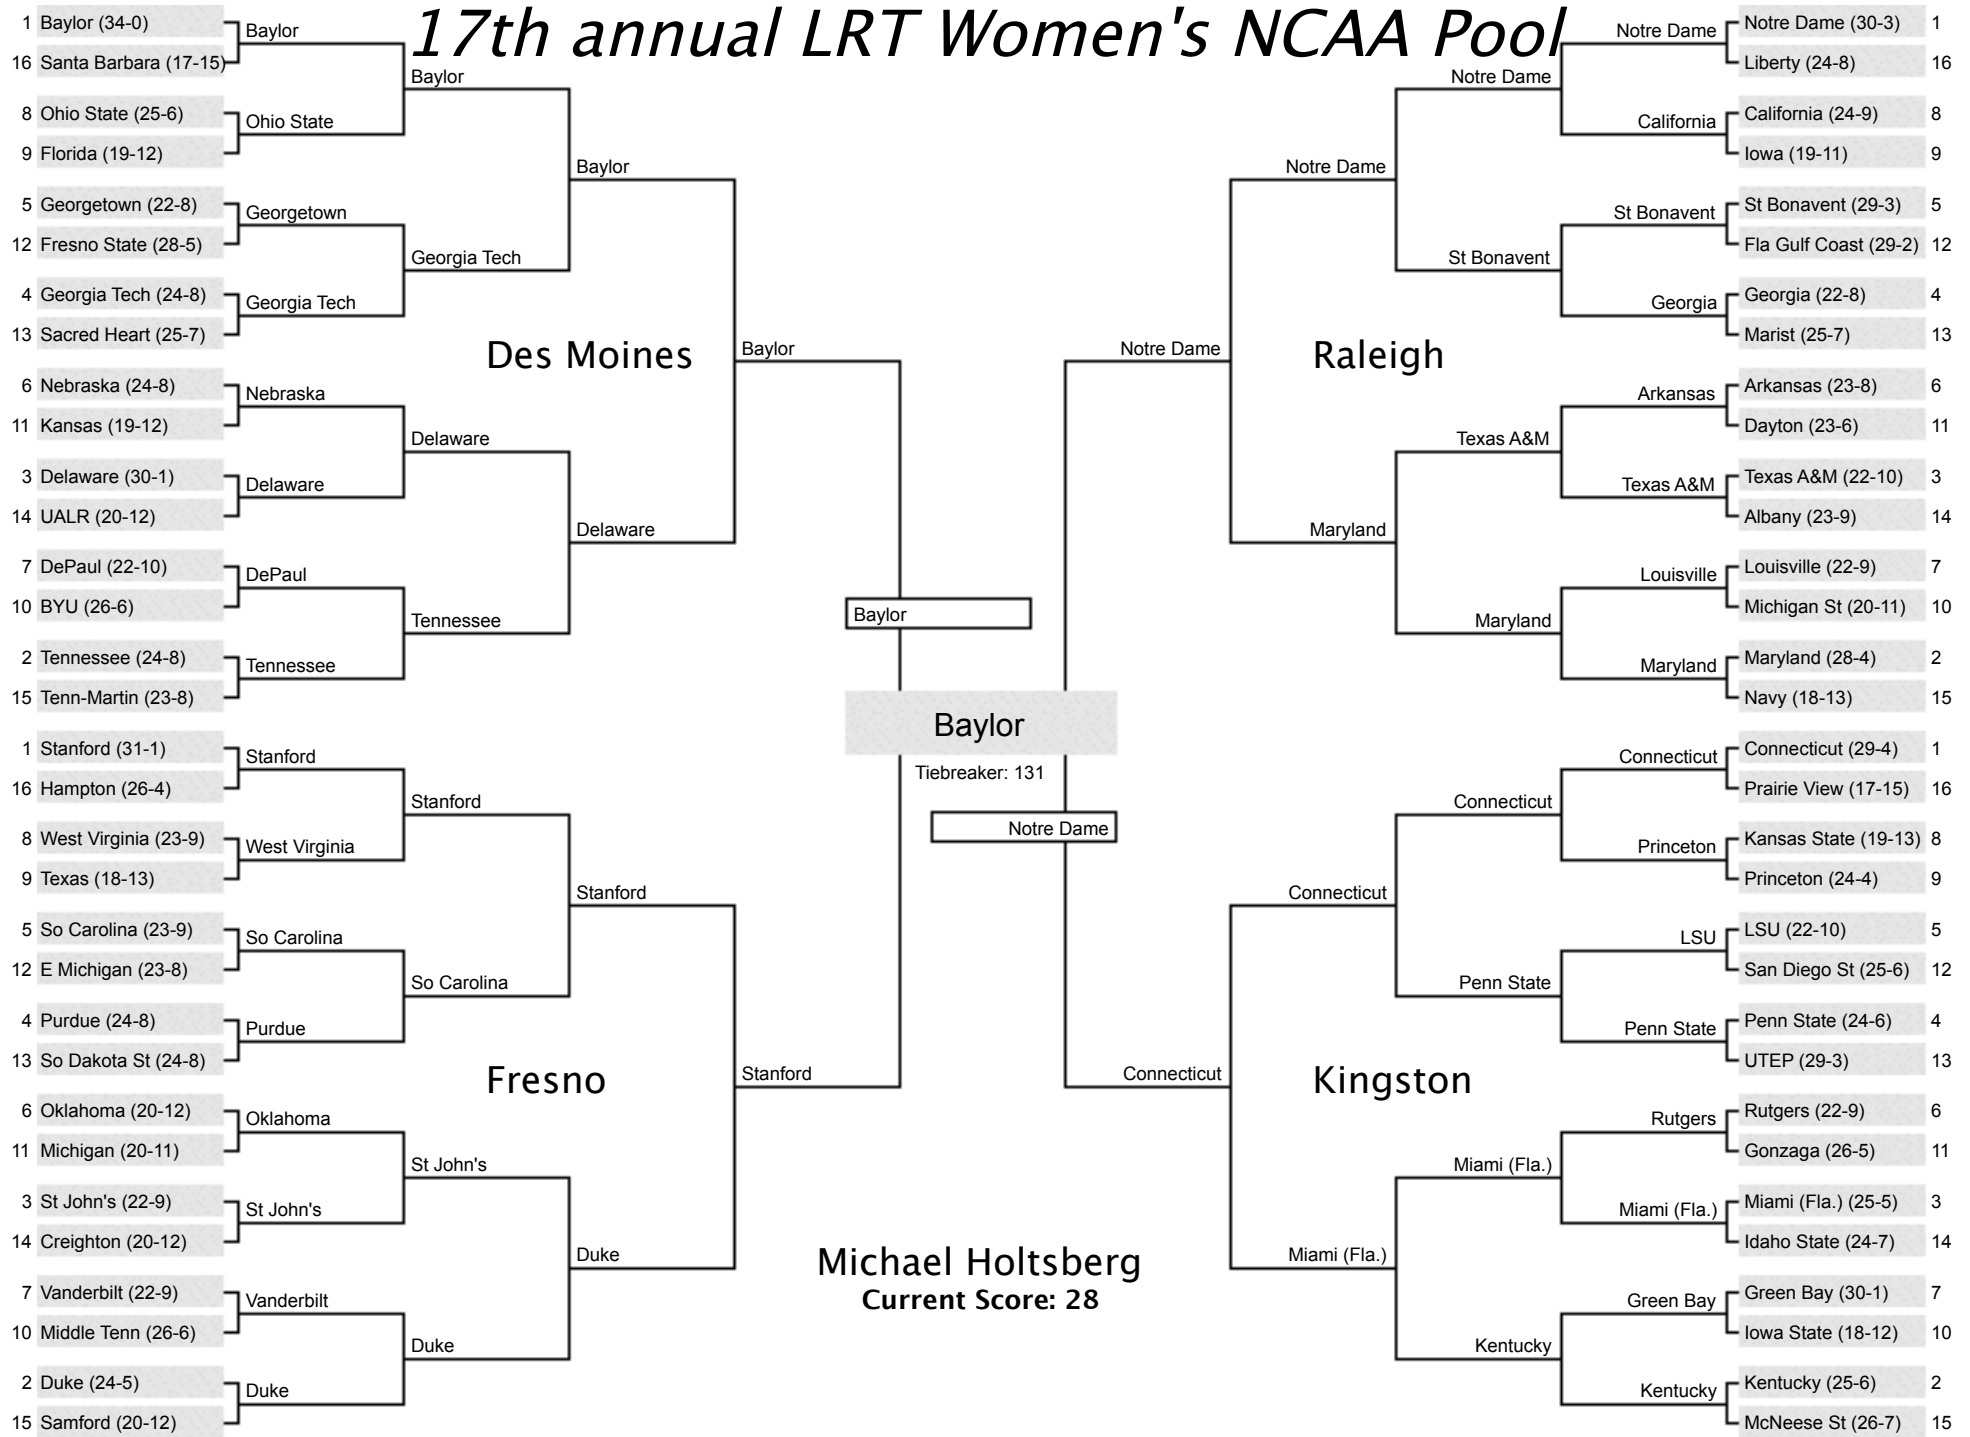 17th annual LRT Women's NCAA Pool
1 Baylor (34-0)
16 Santa Barbara (17-15)
8 Ohio State (25-6)
9 Florida (19-12)
5 Georgetown (22-8)
12 Fresno State (28-5)
4 Georgia Tech (24-8)
13 Sacred Heart (25-7)
6 Nebraska (24-8)
11 Kansas (19-12)
3 Delaware (30-1)
14 UALR (20-12)
7 DePaul (22-10)
10 BYU (26-6)
2 Tennessee (24-8)
15 Tenn-Martin (23-8)
Baylor
Ohio State
Georgetown
Georgia Tech
Nebraska
Delaware
DePaul
Tennessee
Baylor
Georgia Tech
Delaware
Tennessee
Baylor
Delaware
Des Moines
Baylor
1 Stanford (31-1)
16 Hampton (26-4)
8 West Virginia (23-9)
9 Texas (18-13)
5 So Carolina (23-9)
12 E Michigan (23-8)
4 Purdue (24-8)
13 So Dakota St (24-8)
6 Oklahoma (20-12)
11 Michigan (20-11)
3 St John's (22-9)
14 Creighton (20-12)
7 Vanderbilt (22-9)
10 Middle Tenn (26-6)
2 Duke (24-5)
15 Samford (20-12)
Stanford
West Virginia
So Carolina
Purdue
Oklahoma
St John's
Vanderbilt
Duke
Stanford
So Carolina
St John's
Duke
Stanford
Duke
Fresno
Stanford
Baylor
Baylor
Tiebreaker: 131
Notre Dame
Michael Holtsberg
Current Score: 28
Notre Dame
Raleigh
Notre Dame
Maryland
Notre Dame
St Bonavent
Texas A&M
Maryland
Notre Dame
California
St Bonavent
Georgia
Arkansas
Texas A&M
Louisville
Maryland
Notre Dame (30-3) 1
Liberty (24-8) 16
California (24-9) 8
Iowa (19-11) 9
St Bonavent (29-3) 5
Fla Gulf Coast (29-2) 12
Georgia (22-8) 4
Marist (25-7) 13
Arkansas (23-8) 6
Dayton (23-6) 11
Texas A&M (22-10) 3
Albany (23-9) 14
Louisville (22-9) 7
Michigan St (20-11) 10
Maryland (28-4) 2
Navy (18-13) 15
Connecticut
Kingston
Connecticut
Miami (Fla.)
Connecticut
Penn State
Miami (Fla.)
Kentucky
Connecticut
Princeton
LSU
Penn State
Rutgers
Miami (Fla.)
Green Bay
Kentucky
Connecticut (29-4) 1
Prairie View (17-15) 16
Kansas State (19-13) 8
Princeton (24-4) 9
LSU (22-10) 5
San Diego St (25-6) 12
Penn State (24-6) 4
UTEP (29-3) 13
Rutgers (22-9) 6
Gonzaga (26-5) 11
Miami (Fla.) (25-5) 3
Idaho State (24-7) 14
Green Bay (30-1) 7
Iowa State (18-12) 10
Kentucky (25-6) 2
McNeese St (26-7) 15